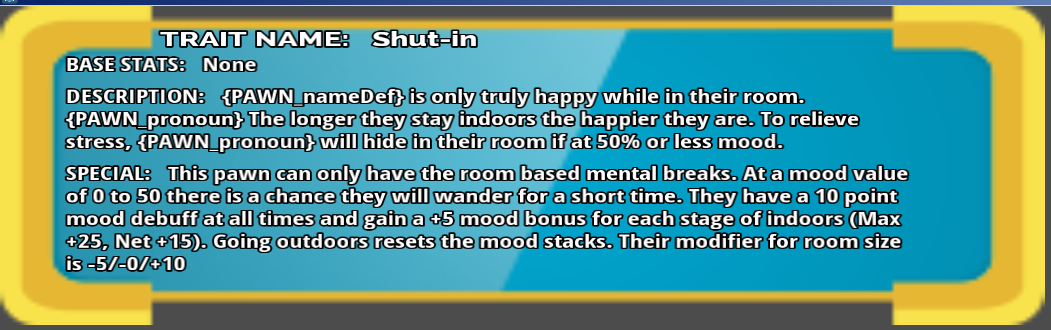 TRAIT NAME: Shut-in
BASE STATS: None
DESCRIPTION: {PAWN_nameDef} is only truly happy while in their room.
{PAWN_pronoun} The longer they stay indoors the happier they are. To relieve
stress, {PAWN_pronoun} will hide in their room if at 50% or less mood.
SPECIAL: This pawn can only have the room based mental breaks. At a mood value
of 0 to 50 there is a chance they will wander for a short time. They have a 10 point
mood debuff at all times and gain a +5 mood bonus for each stage of indoors (Max
+25, Net +15). Going outdoors resets the mood stacks. Their modifier for room size
is -5/-0/+10